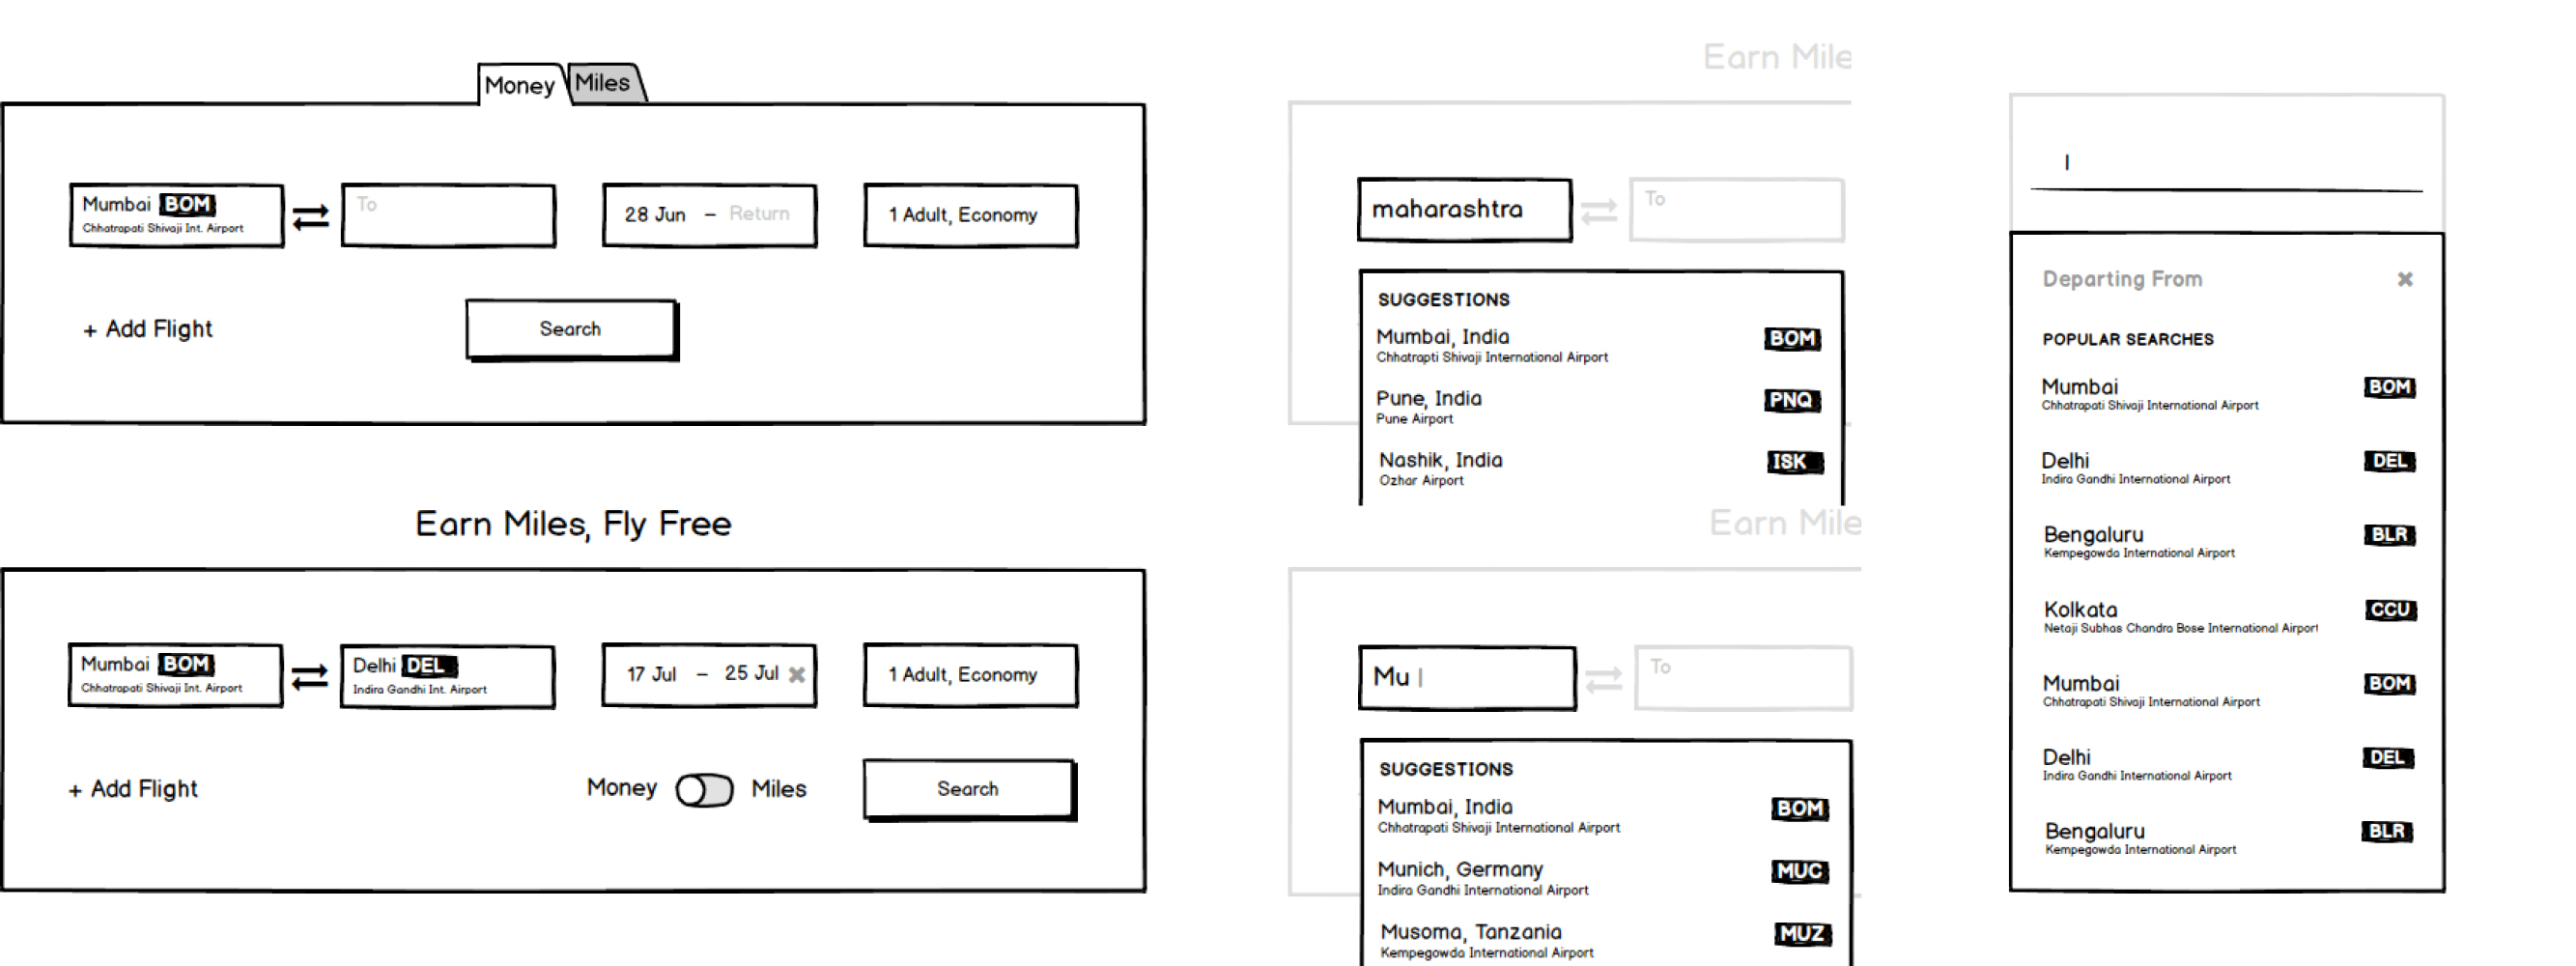 Money
Miles
Mumbai BOM
Chhatrapati Shivaji Int. Airport
To
28 Jun – Return
1 Adult, Economy
+ Add Flight
Search
Earn Miles, Fly Free
Mumbai BOM
Chhatrapati Shivaji Int. Airport
Delhi DEL
Indira Gandhi Int. Airport
17 Jul – 25 Jul ✖
1 Adult, Economy
+ Add Flight
Money
Miles
Search
Earn Mile
maharashtra
To
SUGGESTIONS
Mumbai, India BOM
Chhatrapti Shivaji International Airport
Pune, India PNQ
Pune Airport
Nashik, India ISK
Ozhar Airport
Earn Mile
Mu |
To
SUGGESTIONS
Mumbai, India BOM
Chhatrapati Shivaji International Airport
Munich, Germany MUC
Indira Gandhi International Airport
Musoma, Tanzania MUZ
Kempegowda International Airport
|
Departing From ✖
POPULAR SEARCHES
Mumbai BOM
Chhatrapati Shivaji International Airport
Delhi DEL
Indira Gandhi International Airport
Bengaluru BLR
Kempegowda International Airport
Kolkata CCU
Netaji Subhas Chandra Bose International Airport
Mumbai BOM
Chhatrapati Shivaji International Airport
Delhi DEL
Indira Gandhi International Airport
Bengaluru BLR
Kempegowda International Airport